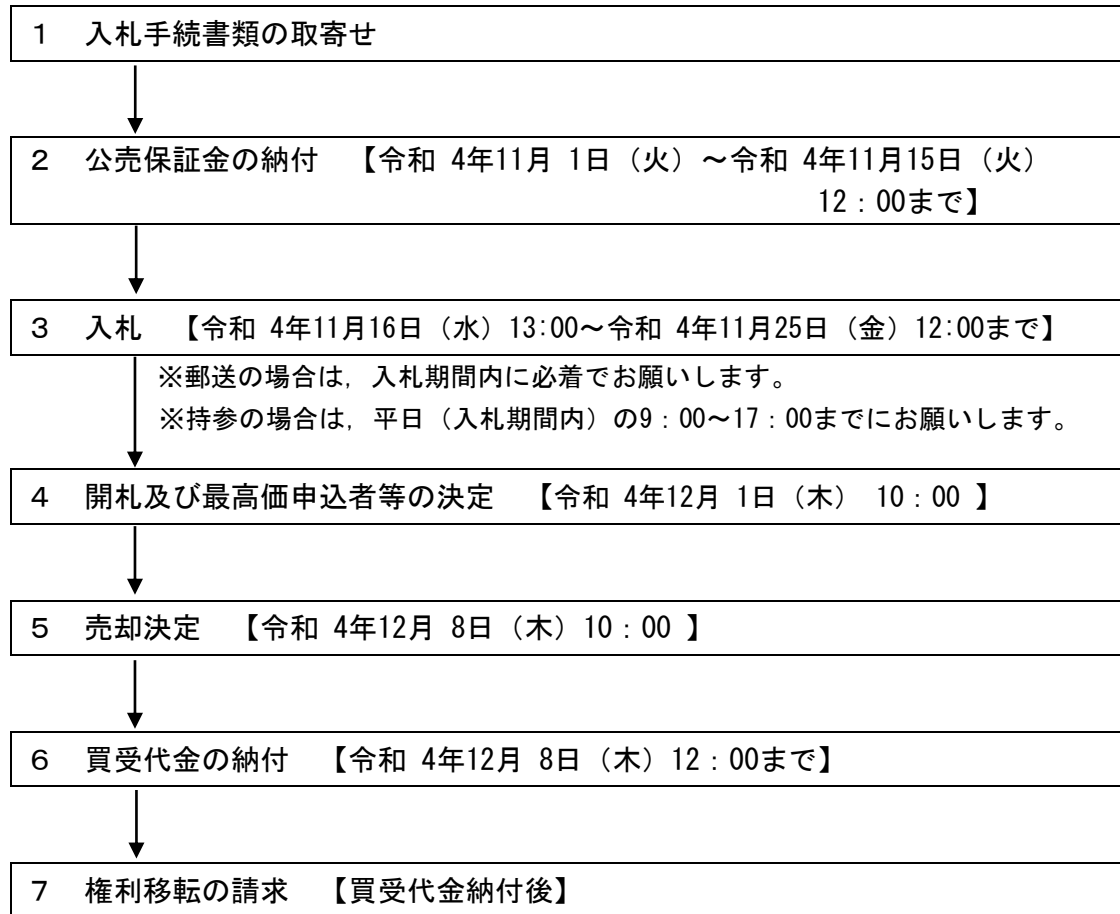 １　入札手続書類の取寄せ
２　公売保証金の納付　【令和 4年11月 1日（火）～令和 4年11月15日（火）
12：00まで】
３　入札　【令和 4年11月16日（水）13:00～令和 4年11月25日（金）12:00まで】
※郵送の場合は，入札期間内に必着でお願いします。
※持参の場合は，平日（入札期間内）の9：00～17：00までにお願いします。
４　開札及び最高価申込者等の決定　【令和 4年12月 1日（木） 10：00 】
５　売却決定　【令和 4年12月 8日（木）10：00 】
６　買受代金の納付　【令和 4年12月 8日（木）12：00まで】
７　権利移転の請求　【買受代金納付後】